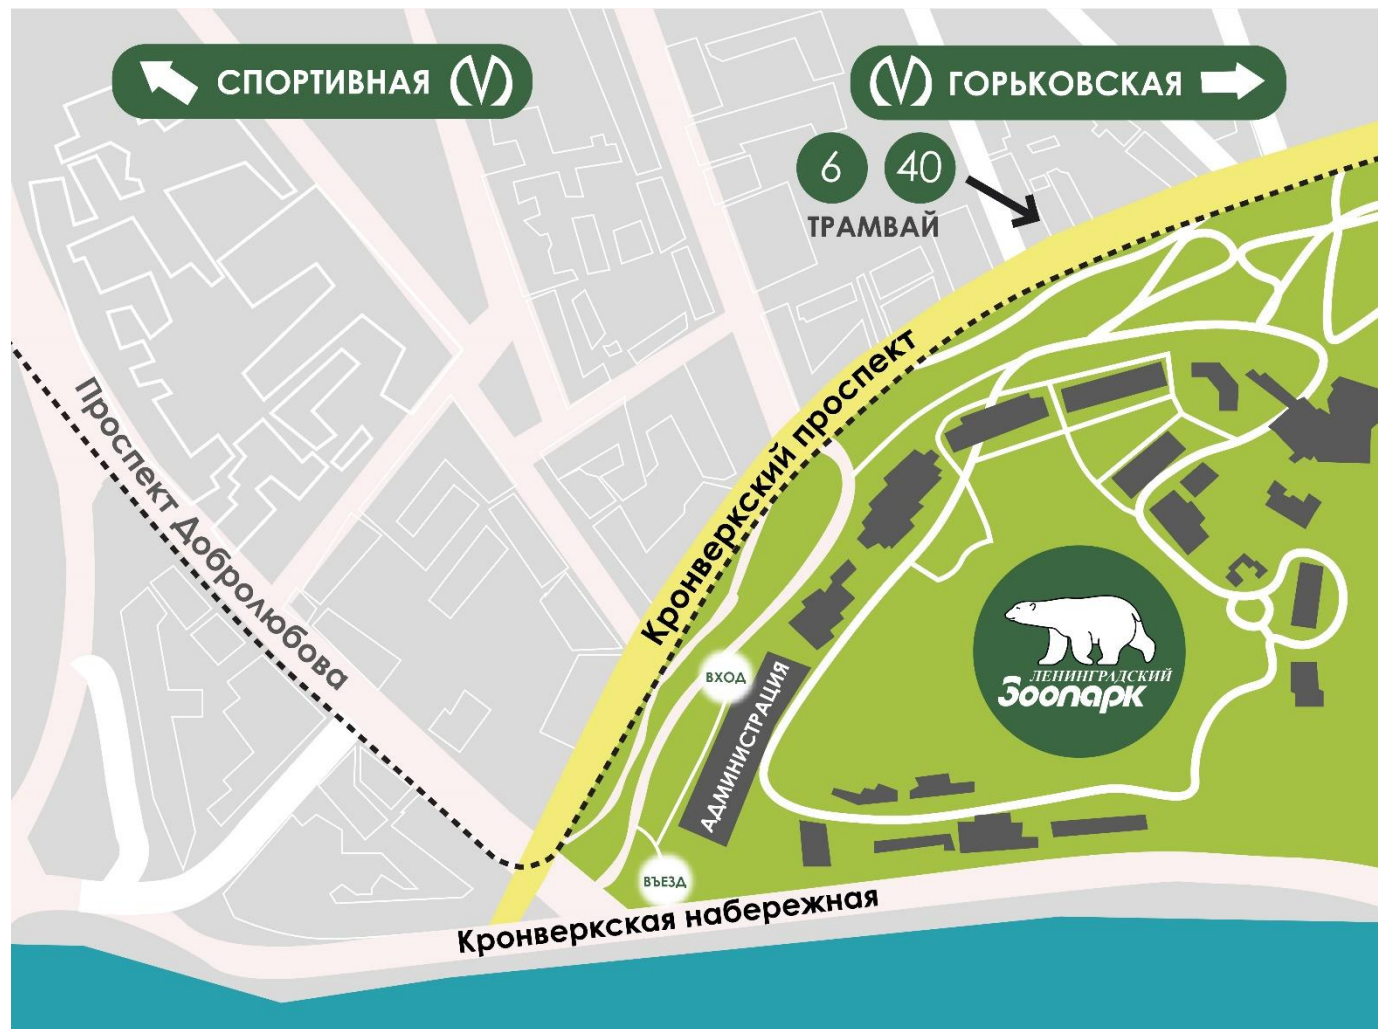 СПОРТИВНАЯ
ГОРЬКОВСКАЯ
6 40
ТРАМВАЙ
Кронверкский проспект
Проспект Добролюбова
ВХОД
АДМИНИСТРАЦИЯ
ЛЕНИНГРАДСКИЙ
Зоопарк
ВЪЕЗД
Кронверкская набережная